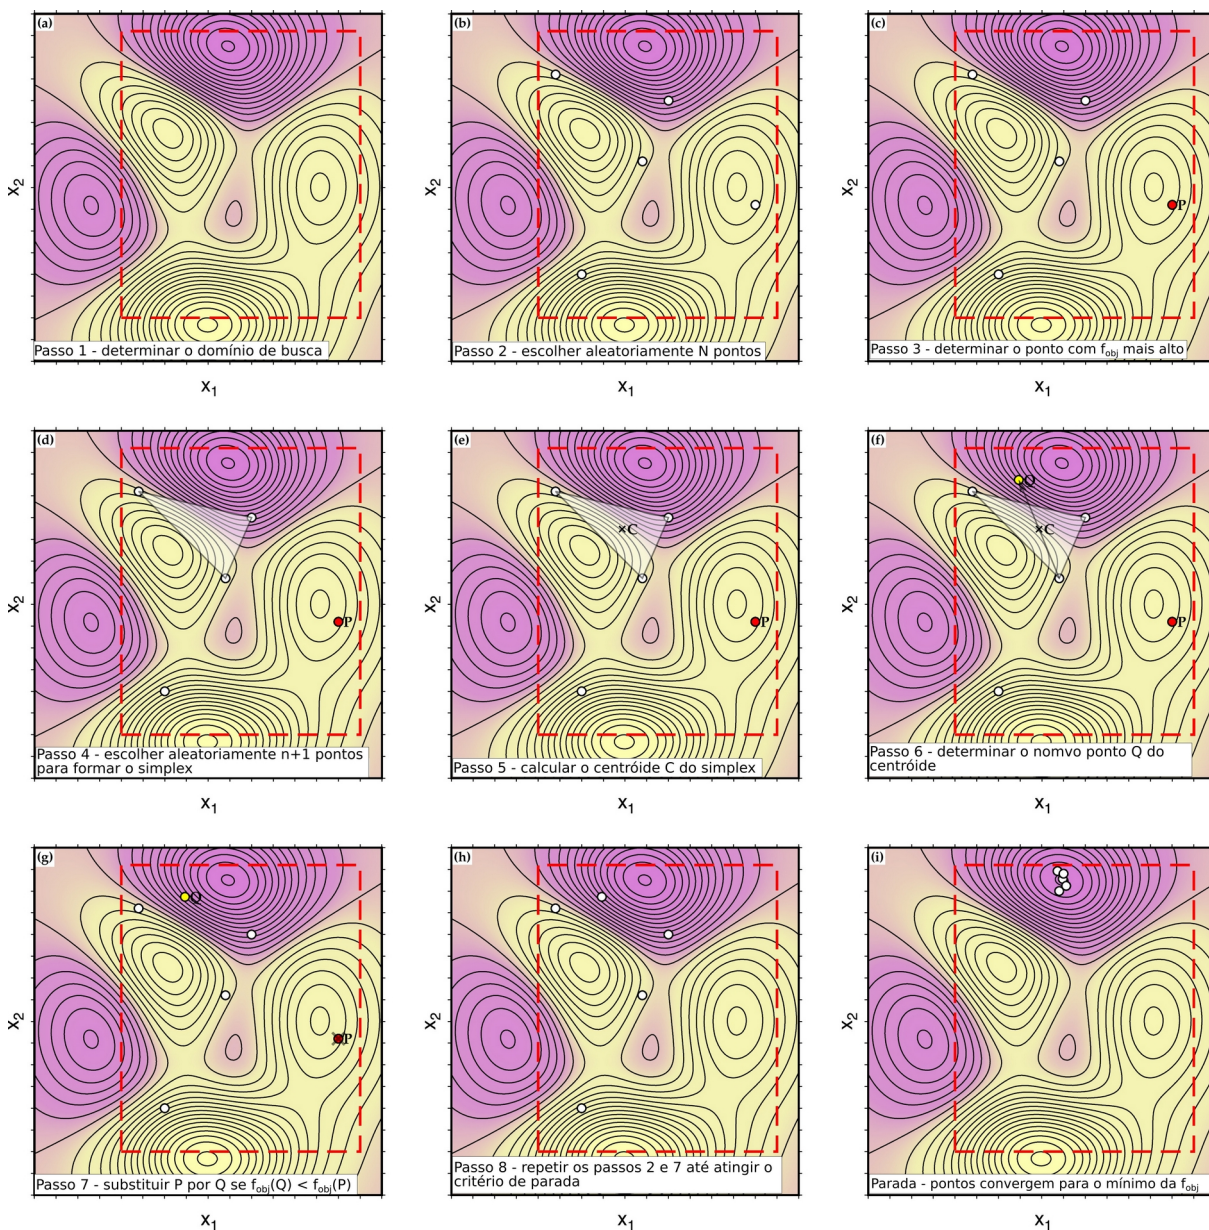 (a)
x₂
Passo 1 - determinar o domínio de busca
x₁
(b)
x₂
Passo 2 - escolher aleatoriamente N pontos
x₁
(c)
P
x₂
Passo 3 - determinar o ponto com f_obj mais alto
x₁
(d)
P
x₂
Passo 4 - escolher aleatoriamente n+1 pontos
para formar o simplex
x₁
(e)
C
P
x₂
Passo 5 - calcular o centróide C do simplex
x₁
(f)
Q
C
P
x₂
Passo 6 - determinar o nomvo ponto Q do
centróide
x₁
(g)
Q
P
x₂
Passo 7 - substituir P por Q se f_obj(Q) < f_obj(P)
x₁
(h)
x₂
Passo 8 - repetir os passos 2 e 7 até atingir o
critério de parada
x₁
(i)
x₂
Parada - pontos convergem para o mínimo da f_obj
x₁